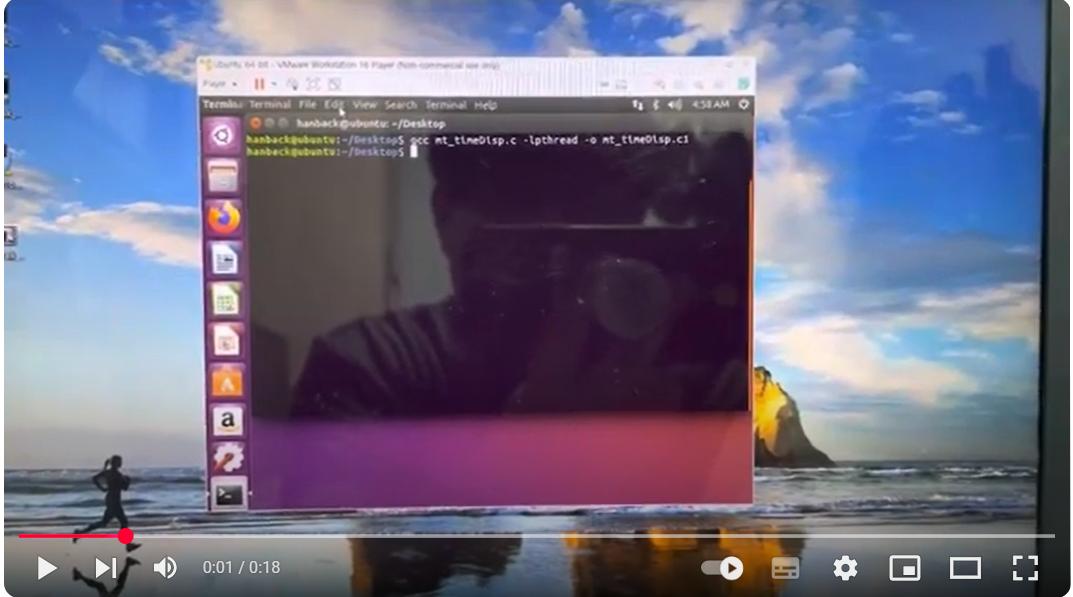 Ubuntu 64-bit - VMware Workstation 16 Player (Non-commercial use only)
Player
Terminal Terminal File Edit View Search Terminal Help 4:58 AM
hanback@ubuntu: ~/Desktop
hanback@ubuntu:~/Desktop$ gcc mt_timeDisp.c -lpthread -o mt_timeDisp.c1
hanback@ubuntu:~/Desktop$
a
0:01 / 0:18